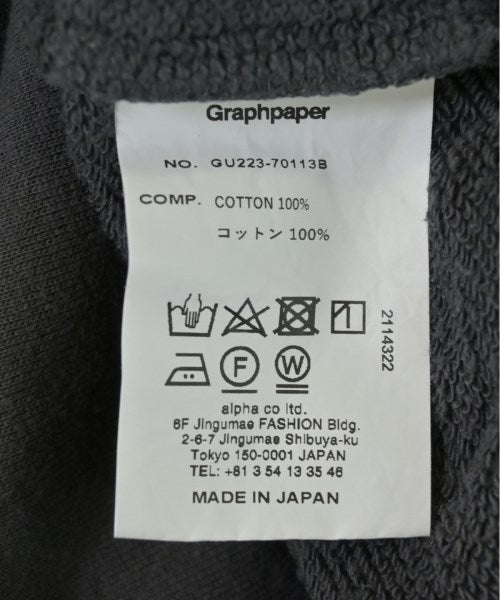 Graphpaper
NO. GU223-70113B
COMP. COTTON 100%
コットン 100%
F W
2114322
alpha co ltd.
6F Jingumae FASHION Bldg.
2-6-7 Jingumae Shibuya-ku
Tokyo 150-0001 JAPAN
TEL: +81 3 54 13 35 46
MADE IN JAPAN